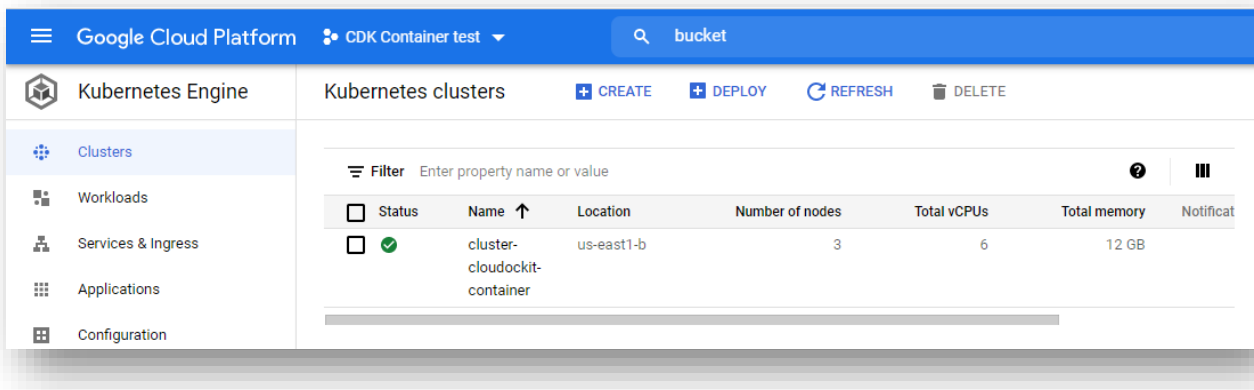 Google Cloud Platform CDK Container test bucket
Kubernetes Engine Kubernetes clusters CREATE DEPLOY REFRESH DELETE
Clusters
Workloads
Services & Ingress
Applications
Configuration
Filter Enter property name or value
Status Name Location Number of nodes Total vCPUs Total memory Notificat
cluster- us-east1-b 3 6 12 GB
cloudockit-
container